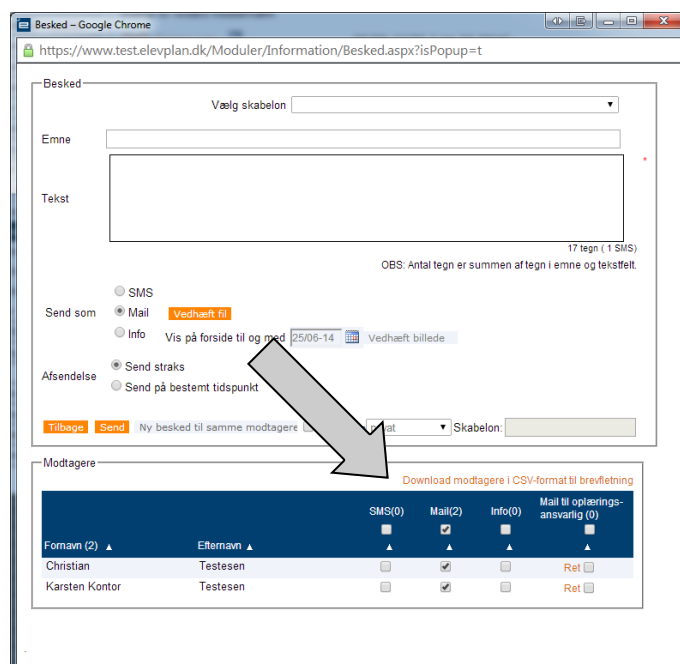 Besked – Google Chrome
https://www.test.elevplan.dk/Moduler/Information/Besked.aspx?isPopup=t
Besked
Vælg skabelon
Emne
*
Tekst
17 tegn ( 1 SMS)
OBS: Antal tegn er summen af tegn i emne og tekstfelt.
SMS
Send som Mail Vedhæft fil
Info Vis på forside til og med 25/06-14 Vedhæft billede
Afsendelse Send straks
Send på bestemt tidspunkt
Tilbage Send Ny besked til samme modtagere Skabelon:
Modtagere
Download modtagere i CSV-format til brevfletning
SMS(0) Mail(2) Info(0) Mail til oplærings-
ansvarlig (0)
Fornavn (2) ▲ Efternavn ▲ ▲ ▲ ▲ ▲
Christian Testesen Ret
Karsten Kontor Testesen Ret